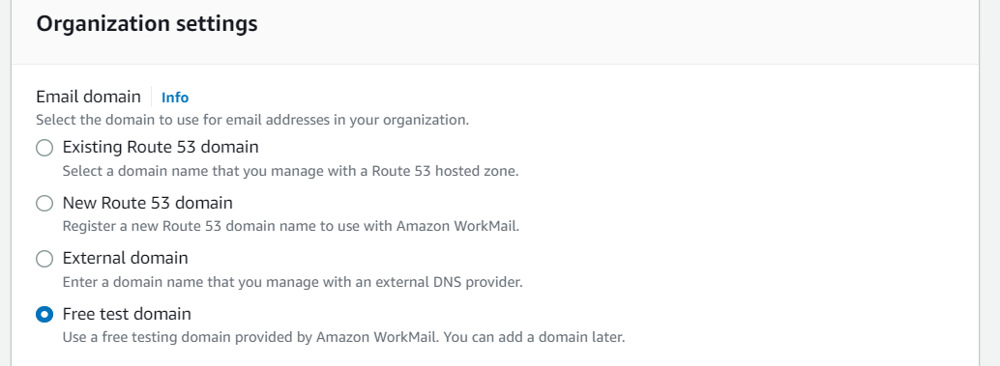 Organization settings
Email domain Info
Select the domain to use for email addresses in your organization.
Existing Route 53 domain
Select a domain name that you manage with a Route 53 hosted zone.
New Route 53 domain
Register a new Route 53 domain name to use with Amazon WorkMail.
External domain
Enter a domain name that you manage with an external DNS provider.
Free test domain
Use a free testing domain provided by Amazon WorkMail. You can add a domain later.